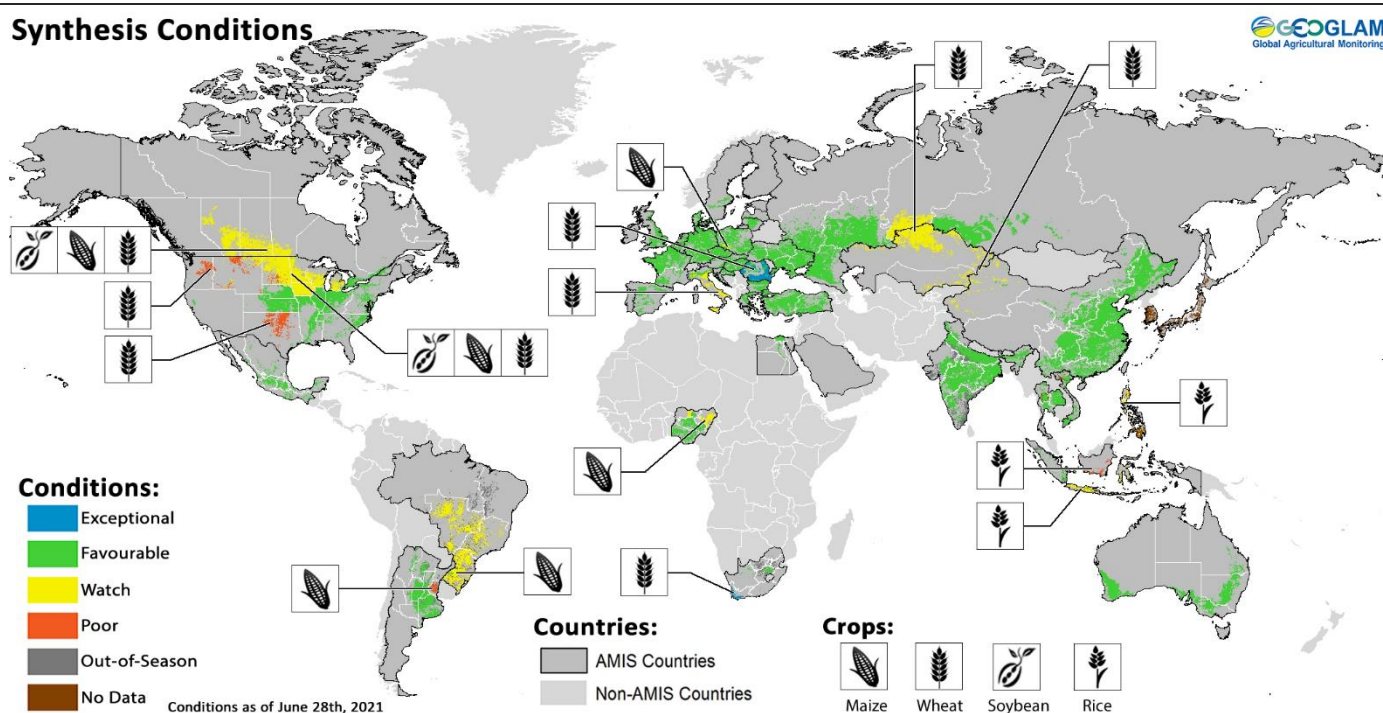 Synthesis Conditions
GEOGLAM
Global Agricultural Monitoring
Conditions:
Exceptional
Favourable
Watch
Poor
Out-of-Season
No Data
Conditions as of June 28th, 2021
Countries:
AMIS Countries
Non-AMIS Countries
Crops:
Maize
Wheat
Soybean
Rice